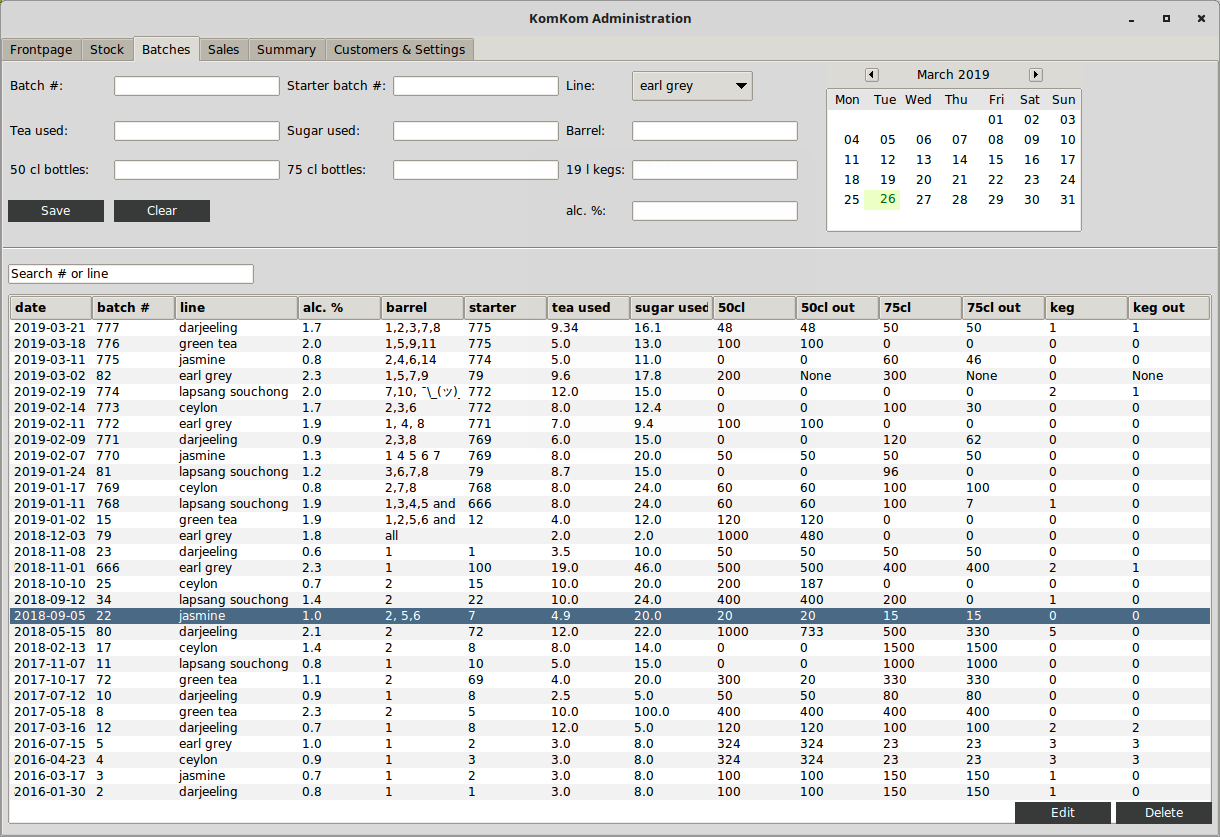 KomKom Administration
Frontpage Stock Batches Sales Summary Customers & Settings
Batch #: Starter batch #: Line: earl grey
Tea used: Sugar used: Barrel:
50 cl bottles: 75 cl bottles: 19 l kegs:
Save Clear alc. %:
March 2019
Mon Tue Wed Thu Fri Sat Sun
01 02 03
04 05 06 07 08 09 10
11 12 13 14 15 16 17
18 19 20 21 22 23 24
25 26 27 28 29 30 31
Search # or line
date batch # line alc. % barrel starter tea used sugar used 50cl 50cl out 75cl 75cl out keg keg out
2019-03-21 777 darjeeling 1.7 1,2,3,7,8 775 9.34 16.1 48 48 50 50 1 1
2019-03-18 776 green tea 2.0 1,5,9,11 775 5.0 13.0 100 100 0 0 0 0
2019-03-11 775 jasmine 0.8 2,4,6,14 774 5.0 11.0 0 0 60 46 0 0
2019-03-02 82 earl grey 2.3 1,5,7,9 79 9.6 17.8 200 None 300 None 0 None
2019-02-19 774 lapsang souchong 2.0 7,10, ¯\_(ツ)_ 772 12.0 15.0 0 0 0 0 2 1
2019-02-14 773 ceylon 1.7 2,3,6 772 8.0 12.4 0 0 100 30 0 0
2019-02-11 772 earl grey 1.9 1, 4, 8 771 7.0 9.4 100 100 0 0 0 0
2019-02-09 771 darjeeling 0.9 2,3,8 769 6.0 15.0 0 0 120 62 0 0
2019-02-07 770 jasmine 1.3 1 4 5 6 7 769 8.0 20.0 50 50 50 50 0 0
2019-01-24 81 lapsang souchong 1.2 3,6,7,8 79 8.7 15.0 0 0 96 0 0 0
2019-01-17 769 ceylon 0.8 2,7,8 768 8.0 24.0 60 60 100 100 0 0
2019-01-11 768 lapsang souchong 1.9 1,3,4,5 and 666 8.0 24.0 60 60 100 7 1 0
2019-01-02 15 green tea 1.9 1,2,5,6 and 12 4.0 12.0 120 120 0 0 0 0
2018-12-03 79 earl grey 1.8 all 2.0 2.0 1000 480 0 0 0 0
2018-11-08 23 darjeeling 0.6 1 1 3.5 10.0 50 50 50 50 0 0
2018-11-01 666 earl grey 2.3 1 100 19.0 46.0 500 500 400 400 2 1
2018-10-10 25 ceylon 0.7 2 15 10.0 20.0 200 187 0 0 0 0
2018-09-12 34 lapsang souchong 1.4 2 22 10.0 24.0 400 400 200 0 1 0
2018-09-05 22 jasmine 1.0 2, 5,6 7 4.9 20.0 20 20 15 15 0 0
2018-05-15 80 darjeeling 2.1 2 72 12.0 22.0 1000 733 500 330 5 0
2018-02-13 17 ceylon 1.4 2 8 8.0 14.0 0 0 1500 1500 0 0
2017-11-07 11 lapsang souchong 0.8 1 10 5.0 15.0 0 0 1000 1000 0 0
2017-10-17 72 green tea 1.1 2 69 4.0 20.0 300 20 330 330 0 0
2017-07-12 10 darjeeling 0.9 1 8 2.5 5.0 50 50 80 80 0 0
2017-05-18 8 green tea 2.3 2 5 10.0 100.0 400 400 400 400 0 0
2017-03-16 12 darjeeling 0.7 1 8 12.0 5.0 120 120 100 100 2 2
2016-07-15 5 earl grey 1.0 1 2 3.0 8.0 324 324 23 23 3 3
2016-04-23 4 ceylon 0.9 1 3 3.0 8.0 324 324 23 23 3 3
2016-03-17 3 jasmine 0.7 1 2 3.0 8.0 100 100 150 150 1 0
2016-01-30 2 darjeeling 0.8 1 1 3.0 8.0 100 100 150 150 1 0
Edit Delete